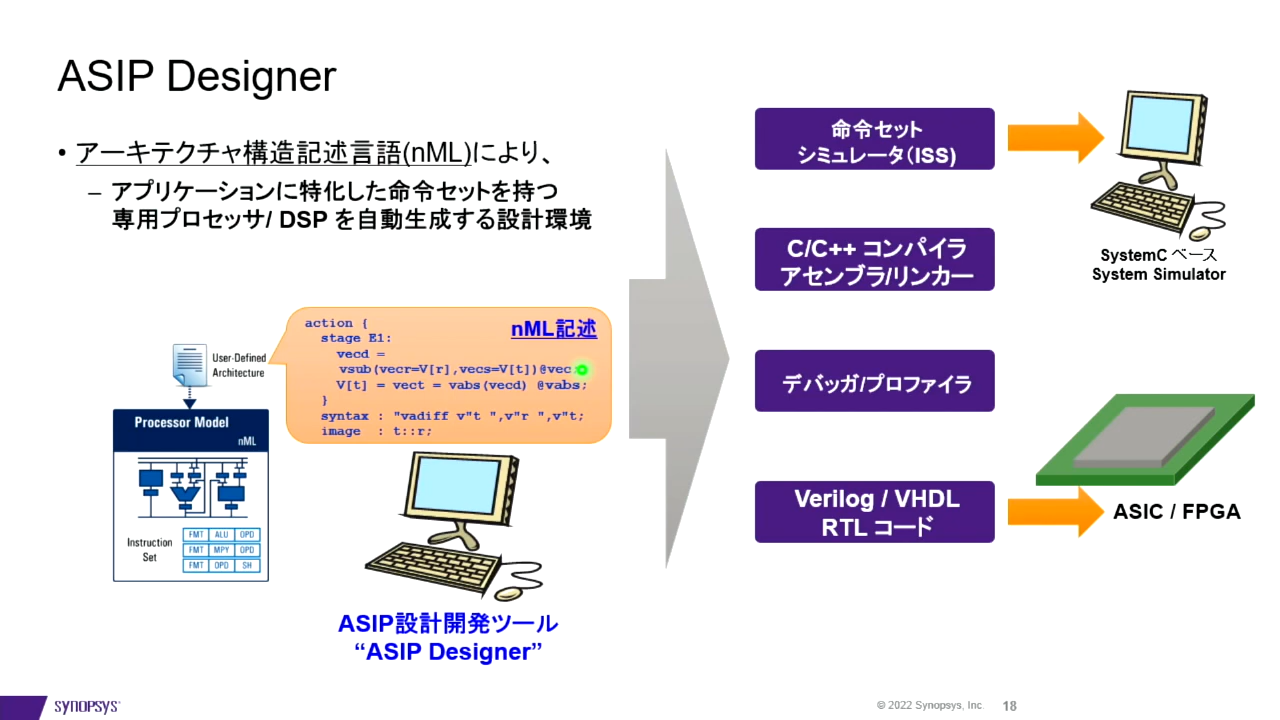 ASIP Designer
• アーキテクチャ構造記述言語(nML)により、
– アプリケーションに特化した命令セットを持つ
専用プロセッサ/ DSP を自動生成する設計環境
nML記述
action {
stage E1:
vecd =
vsub(vecr=V[r],vecs=V[t])@vec;
V[t] = vect = vabs(vecd) @vabs;
}
syntax : "vadiff v"t ",v"r ",v"t;
image : t::r;
User-Defined
Architecture
Processor Model
nML
Instruction
Set
FMT ALU OPD
FMT MPY OPD
FMT OPD SH
ASIP設計開発ツール
“ASIP Designer”
命令セット
シミュレータ(ISS)
C/C++ コンパイラ
アセンブラ/リンカー
デバッガ/プロファイラ
Verilog / VHDL
RTL コード
SystemC ベース
System Simulator
ASIC / FPGA
SYNOPSYS
© 2022 Synopsys, Inc. 18